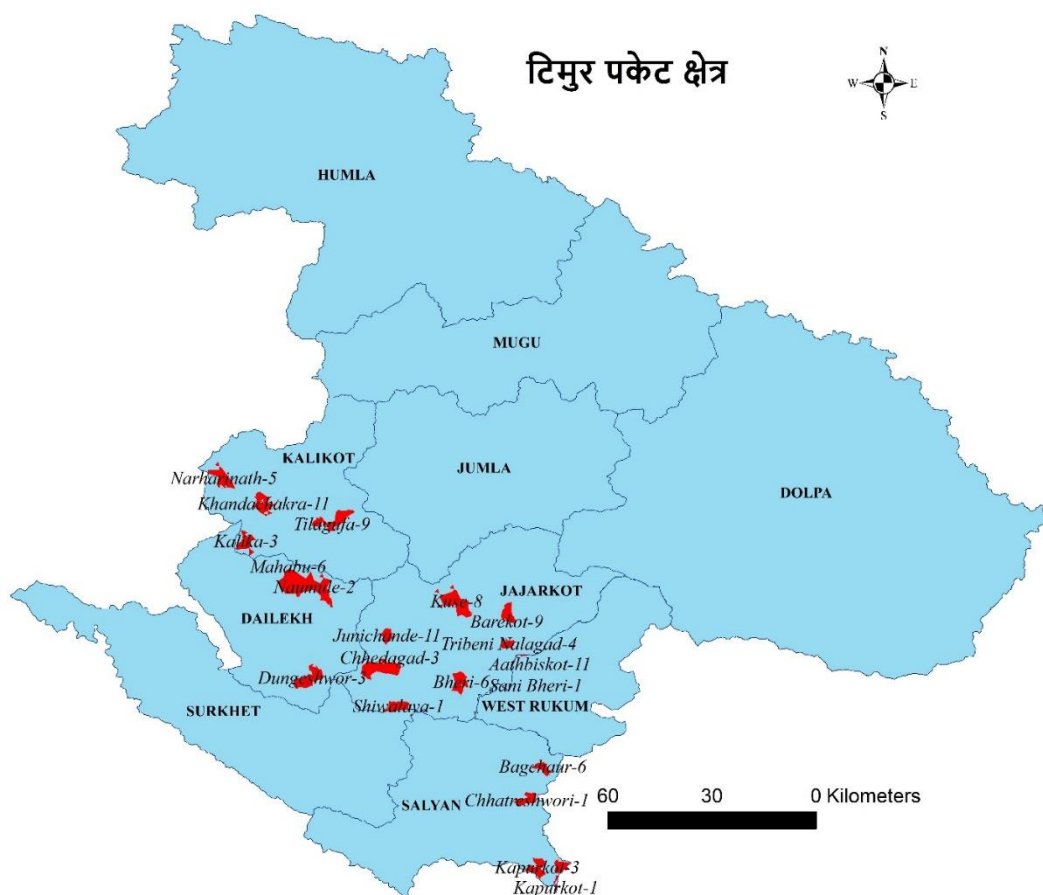 टिमुर पकेट क्षेत्र
N
W E
S
HUMLA
MUGU
KALIKOT
JUMLA
DOLPA
Narharinath-5
Khandachakra-11
Tilagufa-9
Kalika-3
Mahabu-6
Naumule-2
JAJARKOT
Kuse-8
Barekot-9
DAILEKH
Junichande-11
Tribeni Nalagad-4
Chhedagad-3
Aathbiskot-11
Dungeshwor-3
Bheri-6
Sani Bheri-1
Shiwalaya-1
WEST RUKUM
SURKHET
Bagchaur-6
Chhatreshwori-1
SALYAN
60 30 0 Kilometers
Kapurkot-3
Kapurkot-1